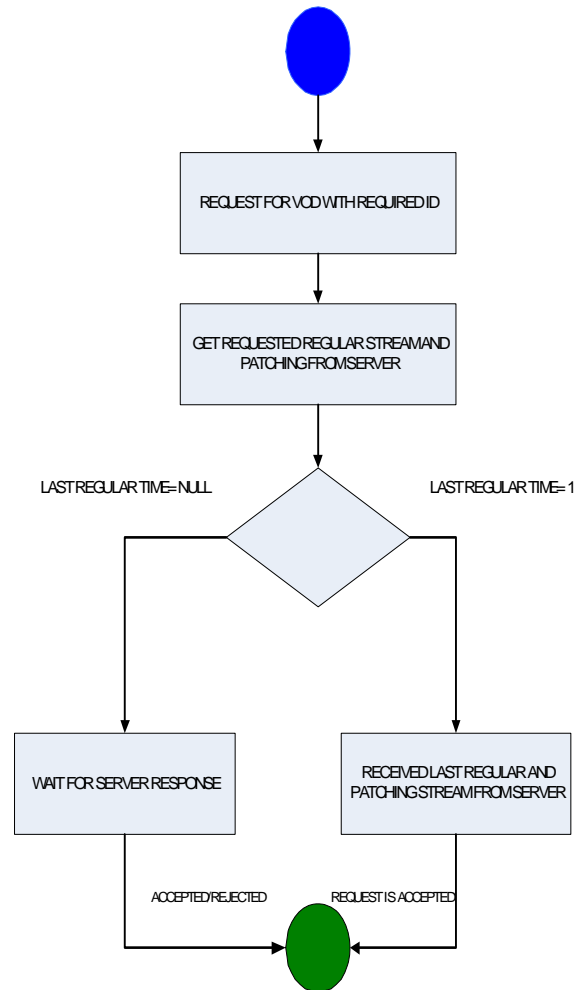 REQUEST FOR VOD WITH REQUIRED ID
GET REQUESTED REGULAR STREAM AND
PATCHING FROM SERVER
LAST REGULAR TIME= NULL
LAST REGULAR TIME= 1
WAIT FOR SERVER RESPONSE
RECEIVED LAST REGULAR AND
PATCHING STREAM FROM SERVER
ACCEPTED/REJECTED
REQUEST IS ACCEPTED